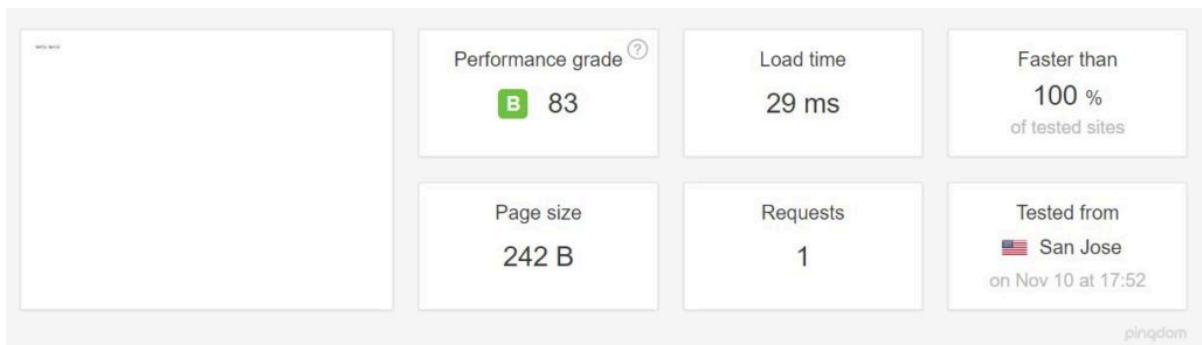 Performance grade ?
B 83
Load time
29 ms
Faster than
100 %
of tested sites
Page size
242 B
Requests
1
Tested from
San Jose
on Nov 10 at 17:52
pingdom